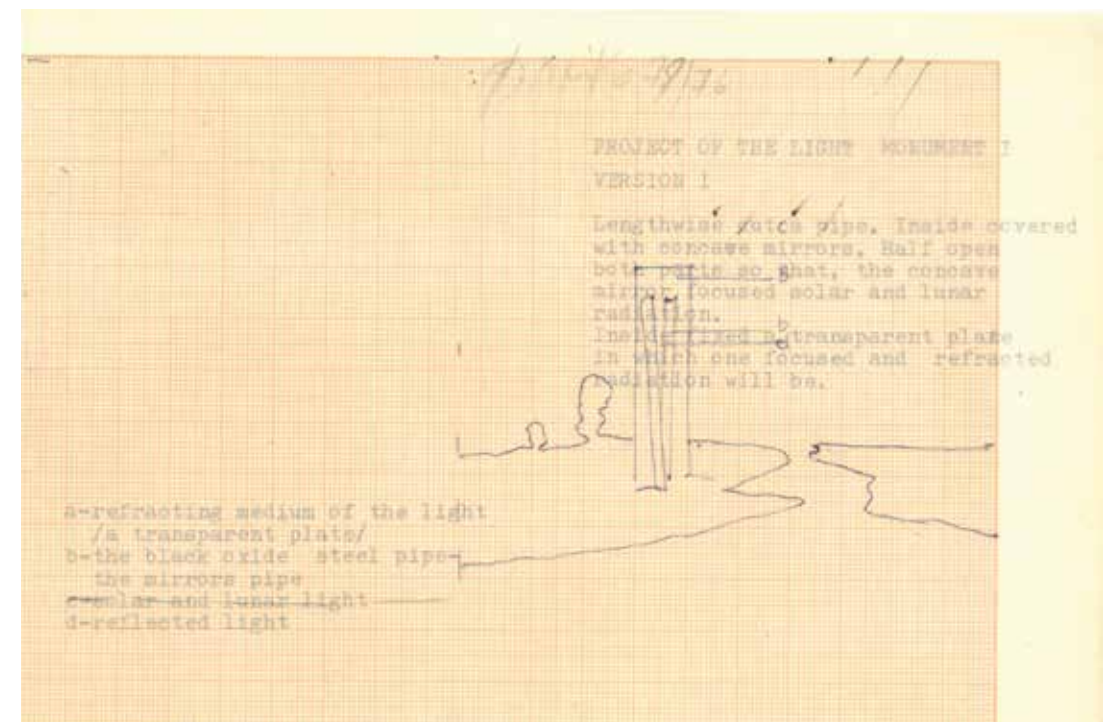 PROJECT OF THE LIGHT MONUMENT I
VERSION I
Lengthwise pipe. Inside covered
with concave mirrors. Half open
both parts so that, the concave
mirror focused solar and lunar
radiation.
Inside fixed a transparent plate
in which one focused and refracted
radiation will be.
b
d
a-refracting medium of the light
/a transparent plate/
b-the black oxide steel pipe-
the mirrors pipe
c-solar and lunar light
d-reflected light